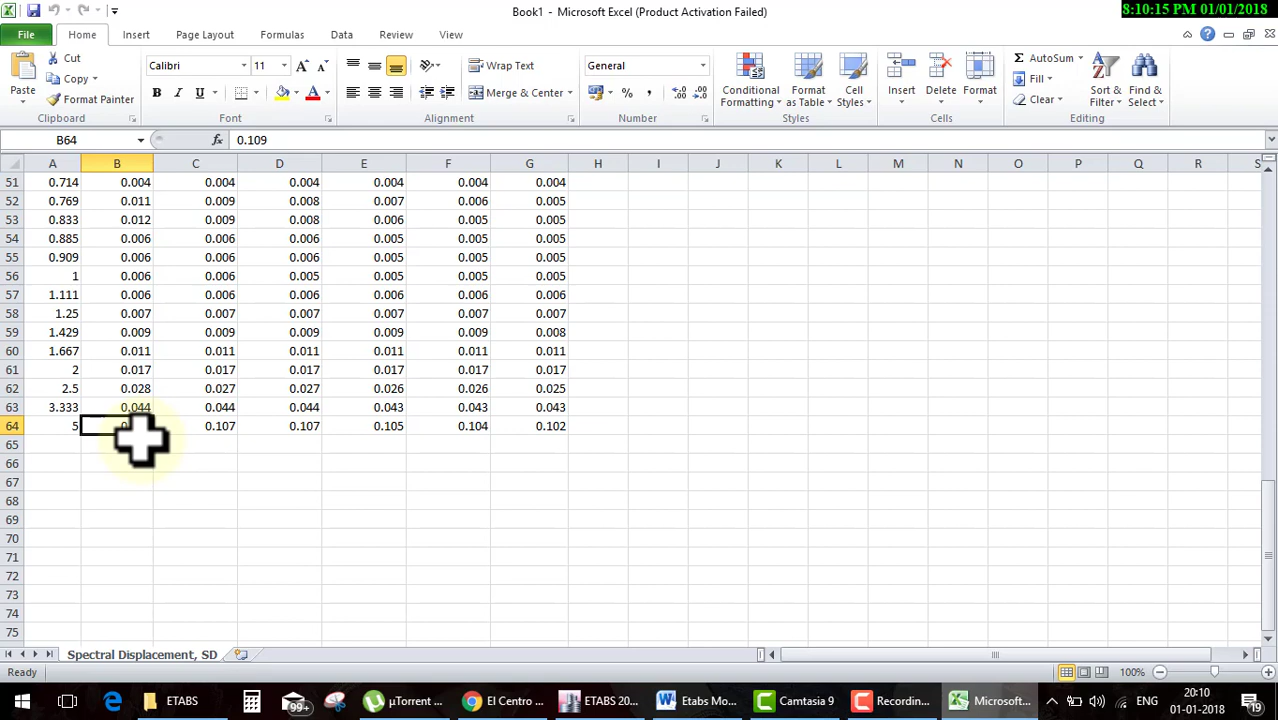 Book1 - Microsoft Excel (Product Activation Failed)
8:10:15 PM 01/01/2018
File Home Insert Page Layout Formulas Data Review View
Cut
Copy
Format Painter
Paste
Clipboard
Calibri 11
B I U
A A
Font
Wrap Text
Merge & Center
Alignment
General
%
Number
Conditional Formatting
Format as Table
Cell Styles
Styles
Insert Delete Format
Cells
AutoSum
Fill
Clear
Sort & Filter
Find & Select
Editing
B64 fx 0.109
A B C D E F G H I J K L M N O P Q R S
51 0.714 0.004 0.004 0.004 0.004 0.004 0.004
52 0.769 0.011 0.009 0.008 0.007 0.006 0.005
53 0.833 0.012 0.009 0.008 0.006 0.005 0.005
54 0.885 0.006 0.006 0.006 0.005 0.005 0.005
55 0.909 0.006 0.006 0.006 0.005 0.005 0.005
56 1 0.006 0.006 0.005 0.005 0.005 0.005
57 1.111 0.006 0.006 0.006 0.006 0.006 0.006
58 1.25 0.007 0.007 0.007 0.007 0.007 0.007
59 1.429 0.009 0.009 0.009 0.009 0.009 0.008
60 1.667 0.011 0.011 0.011 0.011 0.011 0.011
61 2 0.017 0.017 0.017 0.017 0.017 0.017
62 2.5 0.028 0.027 0.027 0.026 0.026 0.025
63 3.333 0.044 0.044 0.044 0.043 0.043 0.043
64 5 0.107 0.107 0.105 0.104 0.102
65
66
67
68
69
70
71
72
73
74
75
Spectral Displacement, SD
Ready 100%
ETABS 99+ µTorrent ... El Centro ... ETABS 20... Etabs Mo... Camtasia 9 Recordin... Microsoft... ENG 20:10 01-01-2018 19